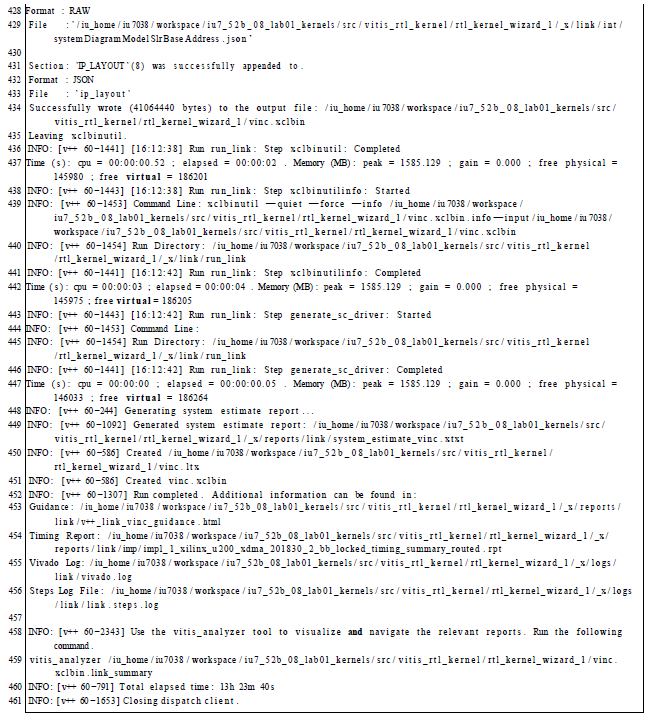 428 Format : RAW
429 File : '/iu_home/iu7038/workspace/iu7_52b_08_lab01_kernels/src/vitis_rtl_kernel/rtl_kernel_wizard_1/_x/link/int/
systemDiagramModelSlrBaseAddress.json'
430
431 Section: 'IP_LAYOUT'(8) was successfully appended to.
432 Format : JSON
433 File : 'ip_layout'
434 Successfully wrote (41064440 bytes) to the output file: /iu_home/iu7038/workspace/iu7_52b_08_lab01_kernels/src/
vitis_rtl_kernel/rtl_kernel_wizard_1/vinc.xclbin
435 Leaving xclbinutil.
436 INFO: [v++ 60-1441] [16:12:38] Run run_link: Step xclbinutil: Completed
437 Time (s): cpu = 00:00:00.52 ; elapsed = 00:00:02 . Memory (MB): peak = 1585.129 ; gain = 0.000 ; free physical =
145980 ; free virtual = 186201
438 INFO: [v++ 60-1443] [16:12:38] Run run_link: Step xclbinutilinfo: Started
439 INFO: [v++ 60-1453] Command Line: xclbinutil —quiet —force —info /iu_home/iu7038/workspace/
iu7_52b_08_lab01_kernels/src/vitis_rtl_kernel/rtl_kernel_wizard_1/vinc.xclbin.info —input /iu_home/iu7038/
workspace/iu7_52b_08_lab01_kernels/src/vitis_rtl_kernel/rtl_kernel_wizard_1/vinc.xclbin
440 INFO: [v++ 60-1454] Run Directory: /iu_home/iu7038/workspace/iu7_52b_08_lab01_kernels/src/vitis_rtl_kernel
/rtl_kernel_wizard_1/_x/link/run_link
441 INFO: [v++ 60-1441] [16:12:42] Run run_link: Step xclbinutilinfo: Completed
442 Time (s): cpu = 00:00:03 ; elapsed = 00:00:04 . Memory (MB): peak = 1585.129 ; gain = 0.000 ; free physical =
145975 ; free virtual = 186205
443 INFO: [v++ 60-1443] [16:12:42] Run run_link: Step generate_sc_driver: Started
444 INFO: [v++ 60-1453] Command Line:
445 INFO: [v++ 60-1454] Run Directory: /iu_home/iu7038/workspace/iu7_52b_08_lab01_kernels/src/vitis_rtl_kernel
/rtl_kernel_wizard_1/_x/link/run_link
446 INFO: [v++ 60-1441] [16:12:42] Run run_link: Step generate_sc_driver: Completed
447 Time (s): cpu = 00:00:00 ; elapsed = 00:00:00.05 . Memory (MB): peak = 1585.129 ; gain = 0.000 ; free physical =
146033 ; free virtual = 186264
448 INFO: [v++ 60-244] Generating system estimate report...
449 INFO: [v++ 60-1092] Generated system estimate report: /iu_home/iu7038/workspace/iu7_52b_08_lab01_kernels/src/
vitis_rtl_kernel/rtl_kernel_wizard_1/_x/reports/link/system_estimate_vinc.xtxt
450 INFO: [v++ 60-586] Created /iu_home/iu7038/workspace/iu7_52b_08_lab01_kernels/src/vitis_rtl_kernel/
rtl_kernel_wizard_1/vinc.ltx
451 INFO: [v++ 60-586] Created vinc.xclbin
452 INFO: [v++ 60-1307] Run completed. Additional information can be found in:
453 Guidance: /iu_home/iu7038/workspace/iu7_52b_08_lab01_kernels/src/vitis_rtl_kernel/rtl_kernel_wizard_1/_x/reports/
link/v++_link_vinc_guidance.html
454 Timing Report: /iu_home/iu7038/workspace/iu7_52b_08_lab01_kernels/src/vitis_rtl_kernel/rtl_kernel_wizard_1/_x/
reports/link/imp/impl_1_xilinx_u200_xdma_201830_2_bb_locked_timing_summary_routed.rpt
455 Vivado Log: /iu_home/iu7038/workspace/iu7_52b_08_lab01_kernels/src/vitis_rtl_kernel/rtl_kernel_wizard_1/_x/logs/
link/vivado.log
456 Steps Log File: /iu_home/iu7038/workspace/iu7_52b_08_lab01_kernels/src/vitis_rtl_kernel/rtl_kernel_wizard_1/_x/logs
/link/link.steps.log
457
458 INFO: [v++ 60-2343] Use the vitis_analyzer tool to visualize and navigate the relevant reports. Run the following
command.
459 vitis_analyzer /iu_home/iu7038/workspace/iu7_52b_08_lab01_kernels/src/vitis_rtl_kernel/rtl_kernel_wizard_1/vinc.
xclbin.link_summary
460 INFO: [v++ 60-791] Total elapsed time: 13h 23m 40s
461 INFO: [v++ 60-1653] Closing dispatch client.